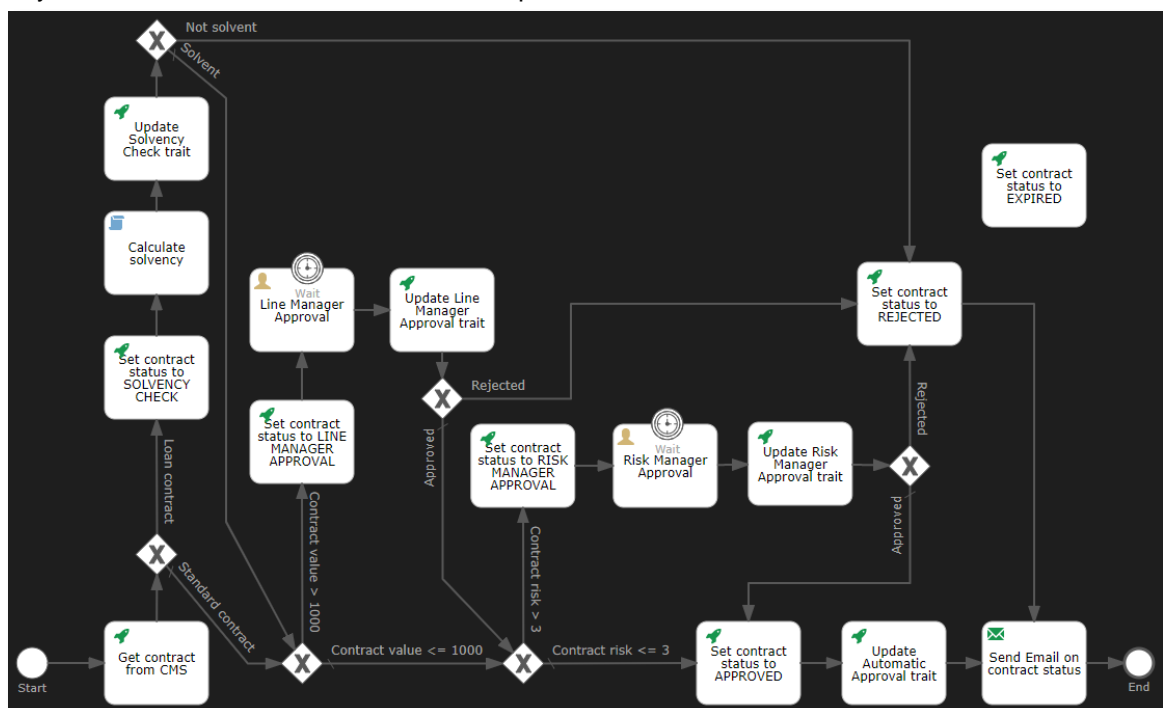 Not solvent
Solvent
Update
Solvency
Check trait
Set contract
status to
EXPIRED
Calculate
solvency
Wait
Line Manager
Approval
Update Line
Manager
Approval trait
Set contract
status to
REJECTED
Set contract
status to
SOLVENCY
CHECK
Rejected
Set contract
status to LINE
MANAGER
APPROVAL
Approved
Set contract
status to RISK
MANAGER
APPROVAL
Wait
Risk Manager
Approval
Update Risk
Manager
Approval trait
Rejected
Approved
Loan contract
Standard contract
Contract value > 1000
Contract risk > 3
Start
Get contract
from CMS
Contract value <= 1000
Contract risk <= 3
Set contract
status to
APPROVED
Update
Automatic
Approval trait
Send Email on
contract status
End